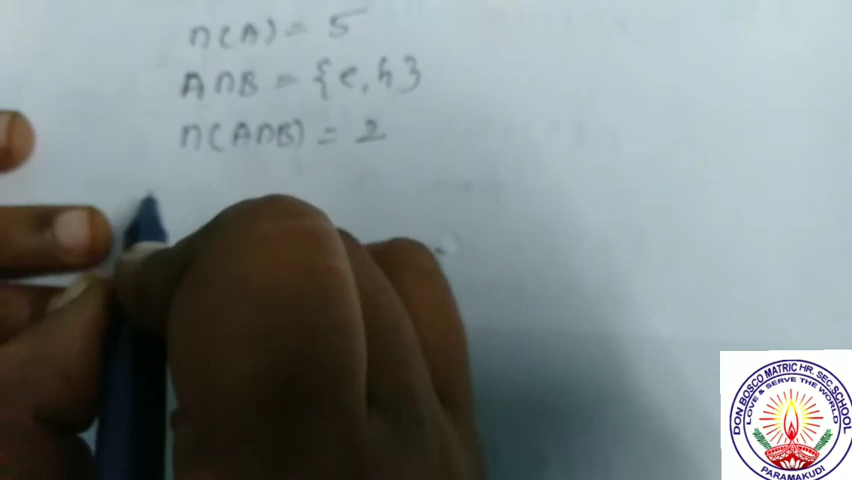 n(A) = 5
A∩B = {e, h}
n(A∩B) = 2
DON BOSCO MATRIC HR. SEC. SCHOOL
LOVE & SERVE THE WORLD
PARAMAKUDI